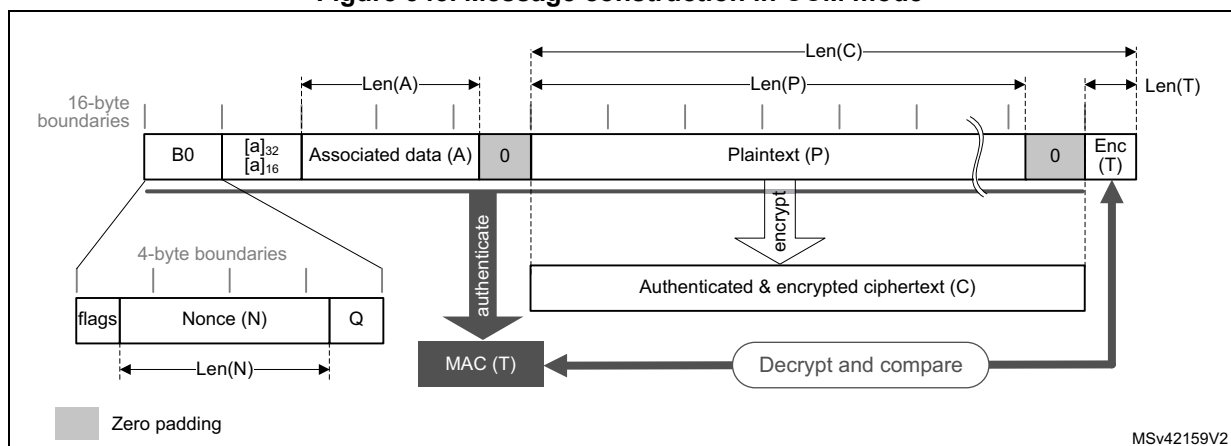 Figure 643. Message construction in CCM mode
Len(C)
Len(A)
Len(P)
Len(T)
16-byte
boundaries
B0
[a]32
[a]16
Associated data (A)
0
Plaintext (P)
0
Enc
(T)
authenticate
encrypt
4-byte boundaries
Authenticated & encrypted ciphertext (C)
flags
Nonce (N)
Q
Len(N)
MAC (T)
Decrypt and compare
Zero padding
MSv42159V2